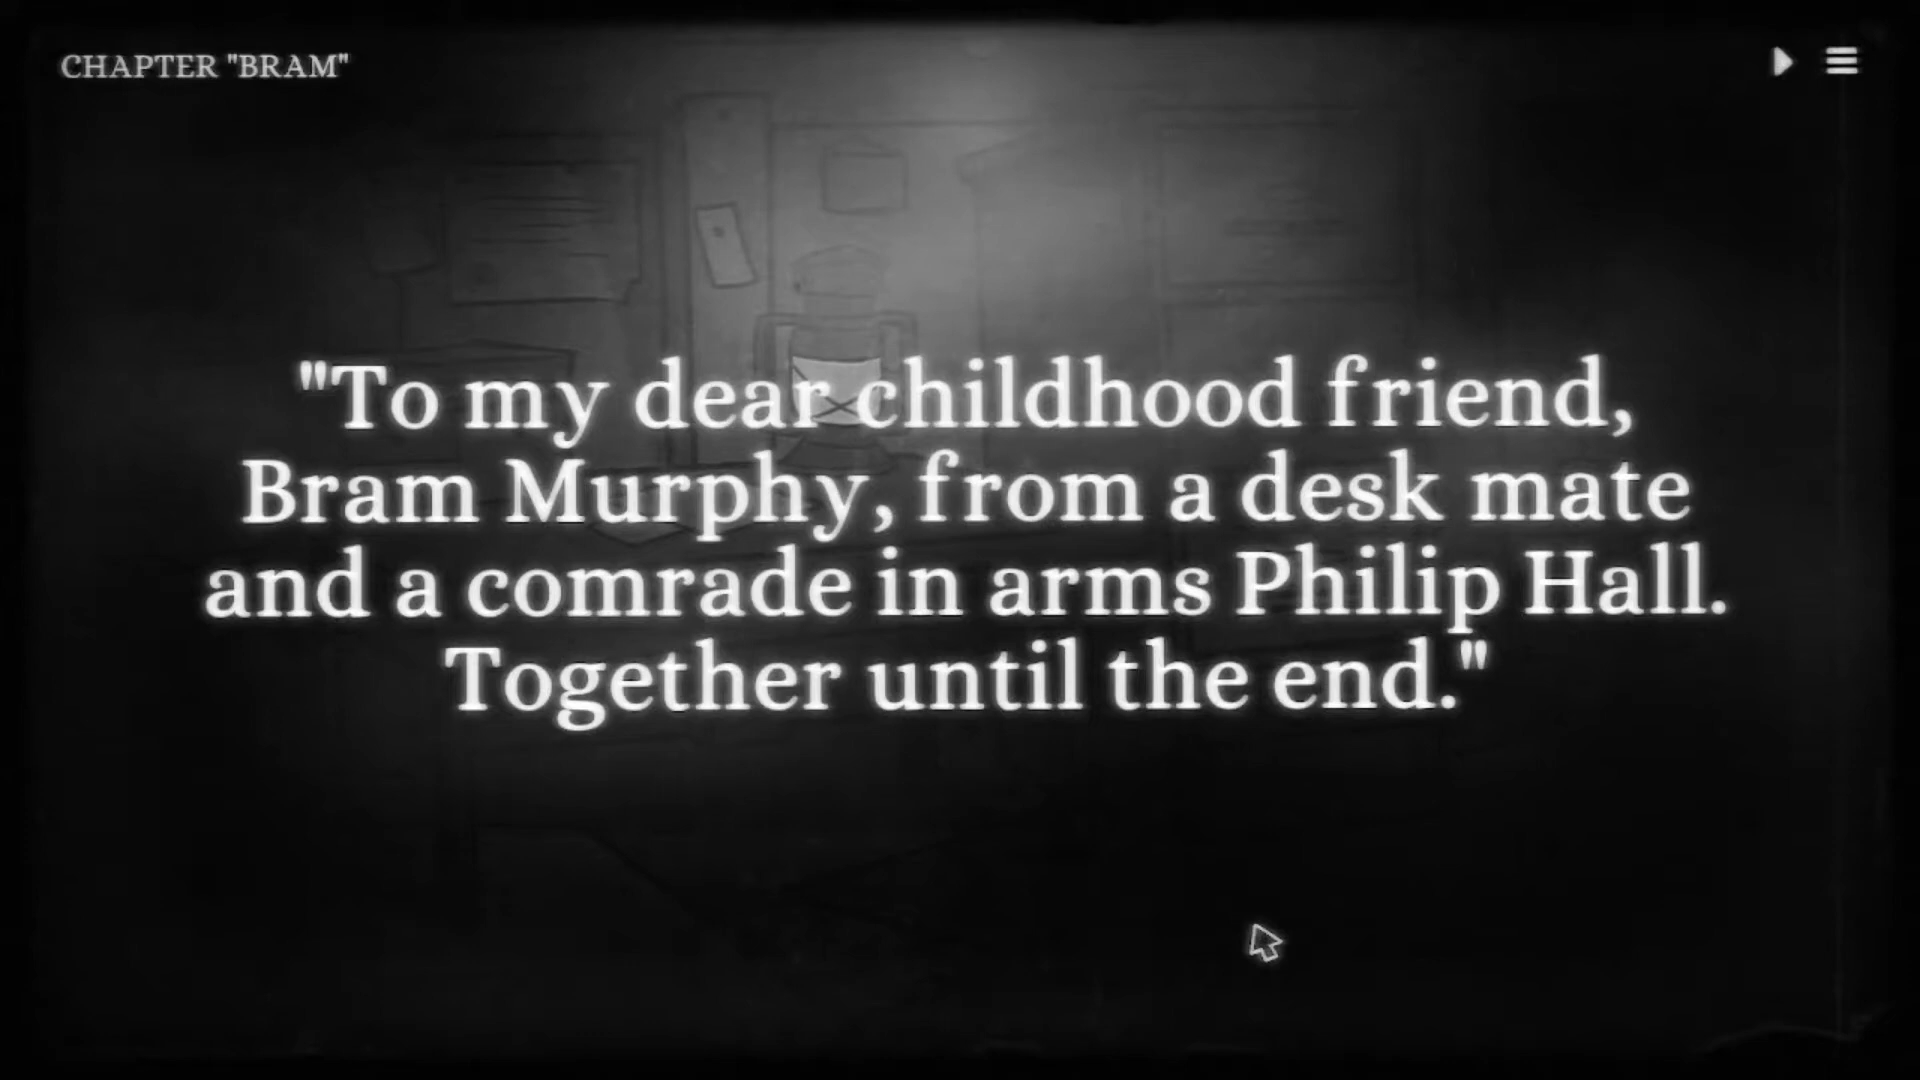 CHAPTER "BRAM"
"To my dear childhood friend,
Bram Murphy, from a desk mate
and a comrade in arms Philip Hall.
Together until the end."